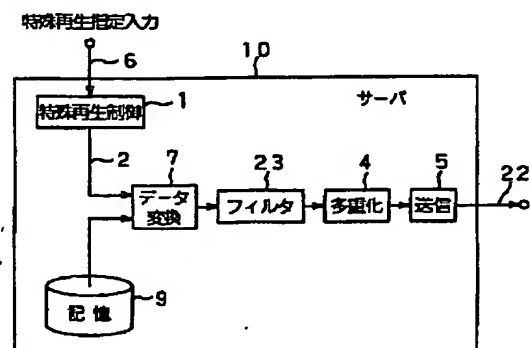 特殊再生指定入力
6
10
特殊再生制御
1
サーバ
2
7
データ
変換
23
フィルタ
4
多重化
5
送信
22
記憶
9